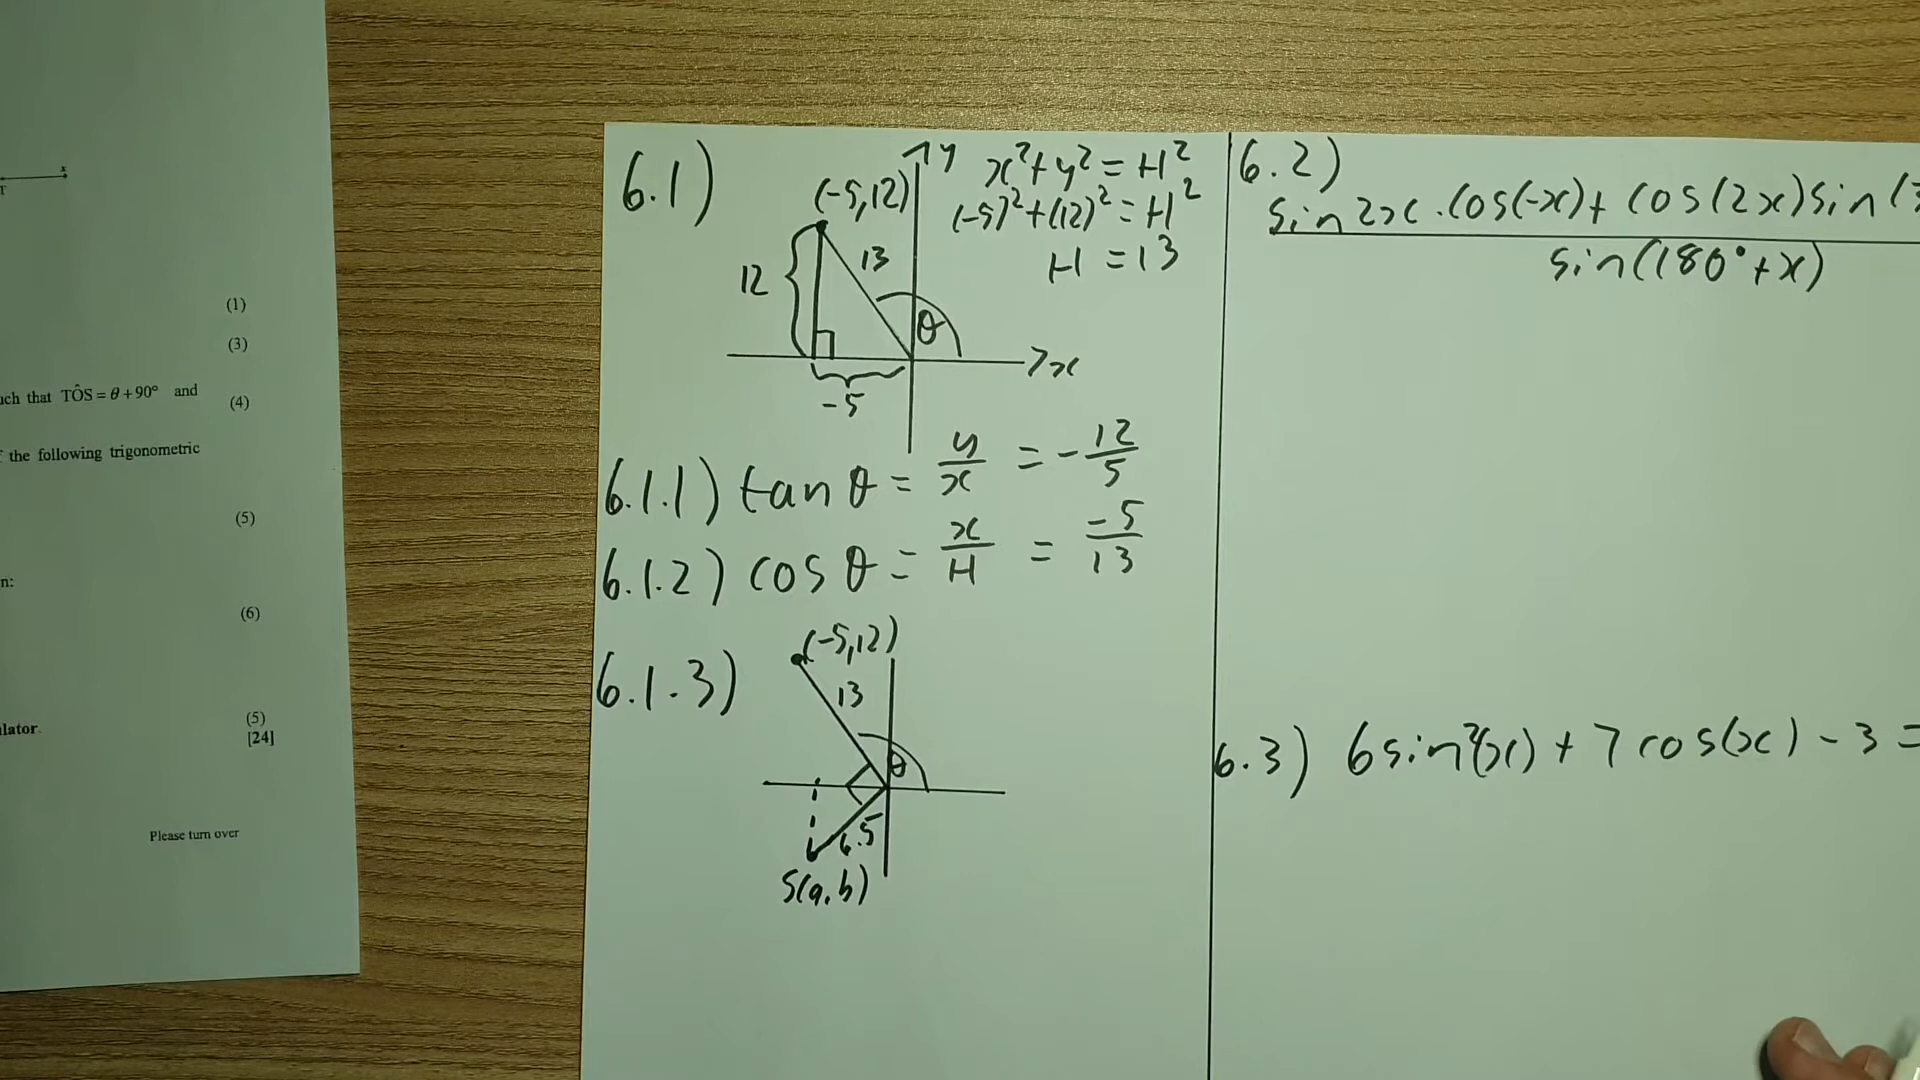 x
T
(1)
(3)
uch that TÔS = θ + 90° and
(4)
the following trigonometric
(5)
n:
(6)
(5)
lator.
[24]
Please turn over
6.1)
y
x² + y² = H²
(-5,12)
(-5)² + (12)² = H²
H = 13
13
12
θ
x
-5
6.1.1) tan θ = y/x = -12/5
6.1.2) cos θ = x/H = -5/13
6.1.3)
(-5,12)
13
θ
6.5
S(a,b)
6.2)
sin 2x . cos(-x) + cos(2x) sin(3
sin(180° + x)
6.3) 6 sin²(x) + 7 cos(x) - 3 =